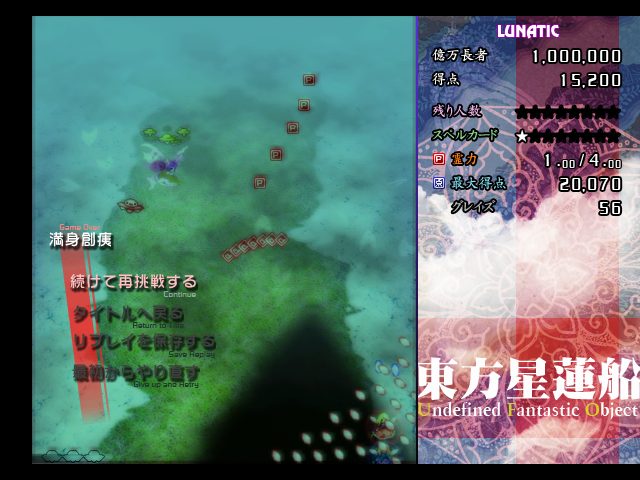 LUNATIC
億万長者 1,000,000
得点 15,200
残り人数
スペルカード
P 霊力 1.00/4.00
最大得点 20,070
グレイズ 56
Game Over
満身創痍
続けて再挑戦する
Continue
タイトルへ戻る
Return to Title
リプレイを保存する
Save Replay
最初からやり直す
Give up and Retry
P
P
P
P
P
東方星蓮船
Undefined Fantastic Object